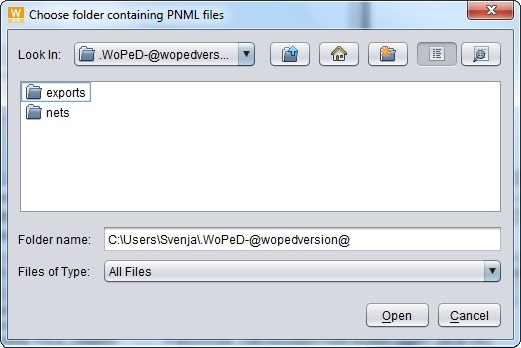 Choose folder containing PNML files
Look In: .WoPeD-@wopedvers...
exports
nets
Folder name: C:\Users\Svenja\.WoPeD-@wopedversion@
Files of Type: All Files
Open Cancel